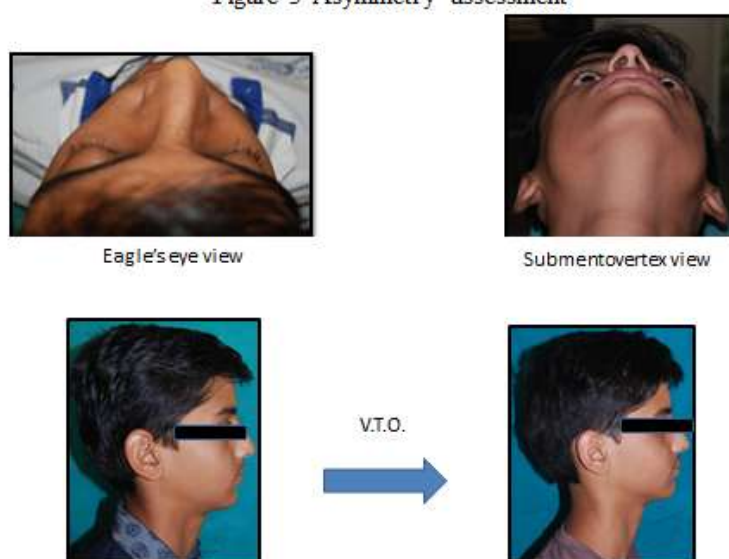 Figure 3 Asymmetry assessment
Eagle's eye view
Submentovertex view
V.T.O.